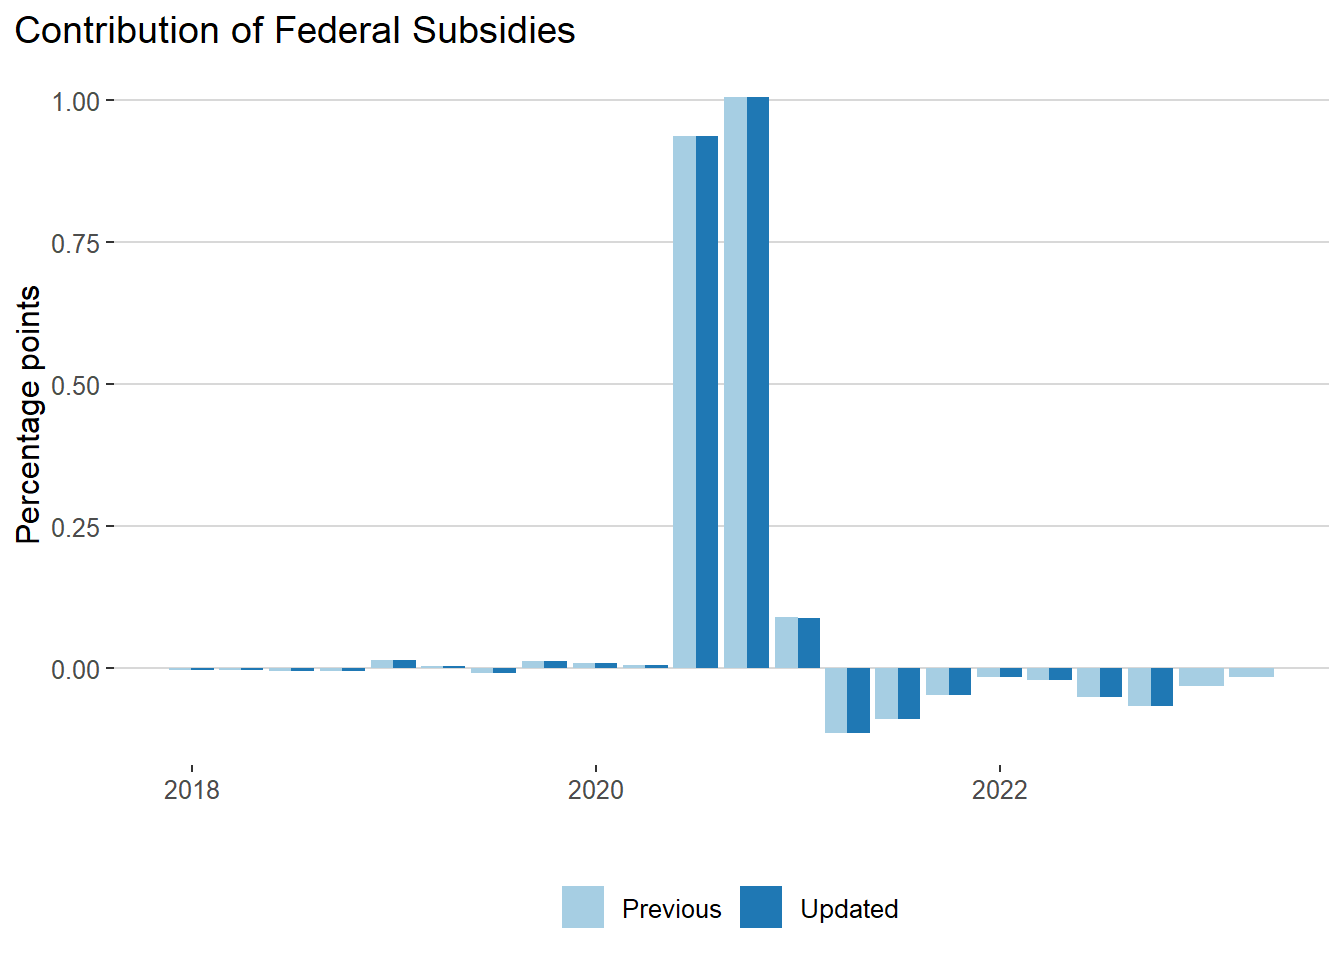 Contribution of Federal Subsidies
Percentage points
1.00
0.75
0.50
0.25
0.00
2018 2020 2022
Previous Updated